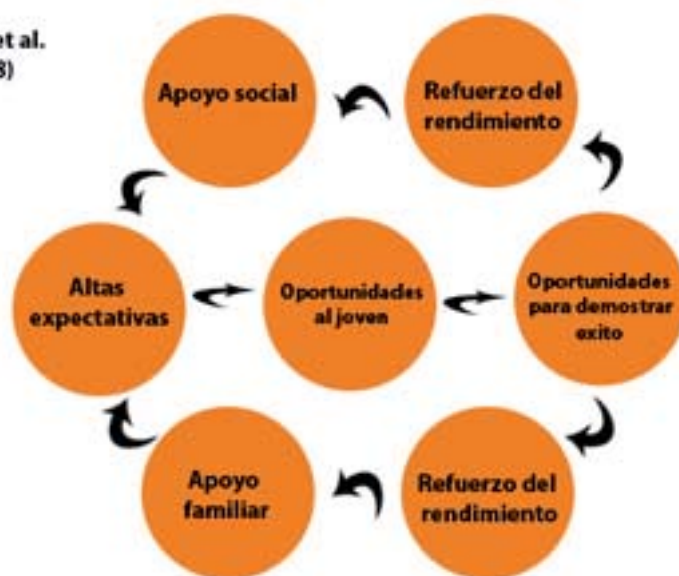 et al.
8)
Apoyo social
Refuerzo del
rendimiento
Altas
expectativas
Oportunidades
al joven
Oportunidades
para demostrar
exito
Apoyo
familiar
Refuerzo del
rendimiento